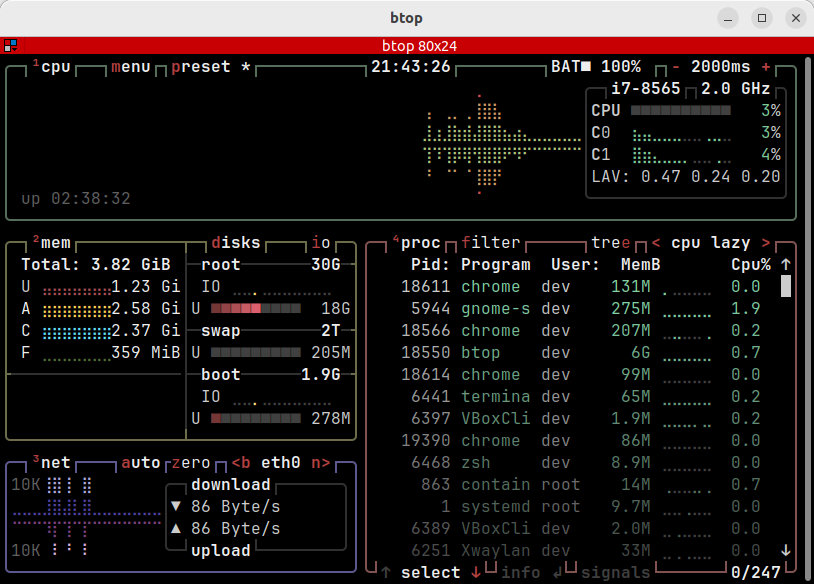 btop
btop 80x24
1cpu menu preset * 21:43:26 BAT■ 100% - 2000ms +
i7-8565 2.0 GHz
CPU 3%
C0 3%
C1 4%
LAV: 0.47 0.24 0.20
up 02:38:32
2mem disks io
Total: 3.82 GiB
U 1.23 Gi
A 2.58 Gi
C 2.37 Gi
F 359 MiB
root 30G
IO
U 18G
swap 2T
U 205M
boot 1.9G
IO
U 278M
3net auto zero <b eth0 n>
10K
10K
download
▼ 86 Byte/s
▲ 86 Byte/s
upload
4proc filter tree < cpu lazy >
Pid: Program User: MemB Cpu% ↑
18611 chrome dev 131M 0.0
5944 gnome-s dev 275M 1.9
18566 chrome dev 207M 0.2
18550 btop dev 6G 0.7
18614 chrome dev 99M 0.0
6441 termina dev 65M 0.2
6397 VBoxCli dev 1.9M 0.2
19390 chrome dev 86M 0.0
6468 zsh dev 8.9M 0.0
863 contain root 14M 0.7
1 systemd root 9.7M 0.0
6389 VBoxCli dev 2.0M 0.0
6251 Xwaylan dev 33M 0.0 ↓
↑ select ↓ info ↲ signals 0/247